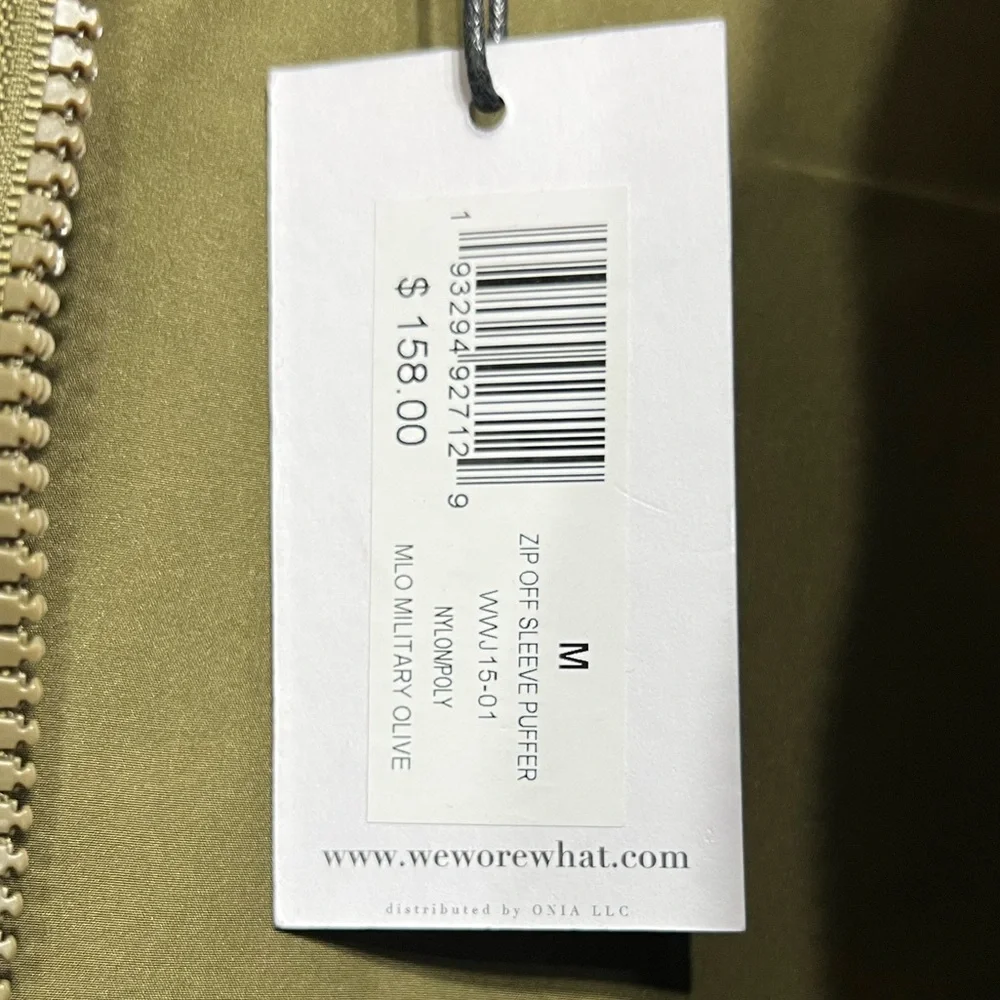 M
ZIP OFF SLEEVE PUFFER
WWJ15-01
NYLON/POLY
MLO MILITARY OLIVE
1 93294 92712 9
$ 158.00
www.weworewhat.com
distributed by ONIA LLC